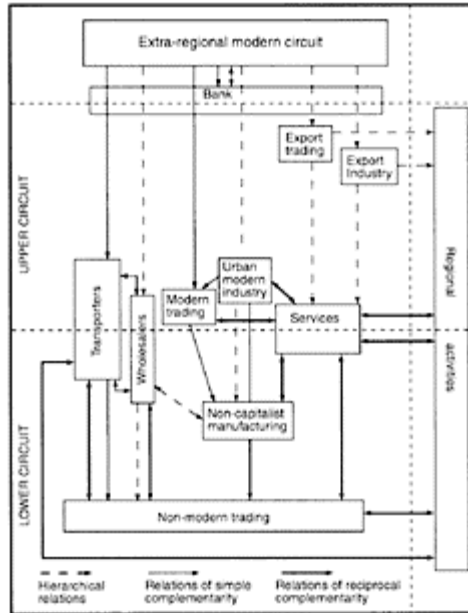 Extra-regional modern circuit
Bank
Export
trading
Export
Industry
UPPER CIRCUIT
Regional
Urban
modern
industry
Modern
trading
Services
Transporters
Wholesalers
activities
Non-capitalist
manufacturing
LOWER CIRCUIT
Non-modern trading
Hierarchical
relations
Relations of simple
complementarity
Relations of reciprocal
complementarity